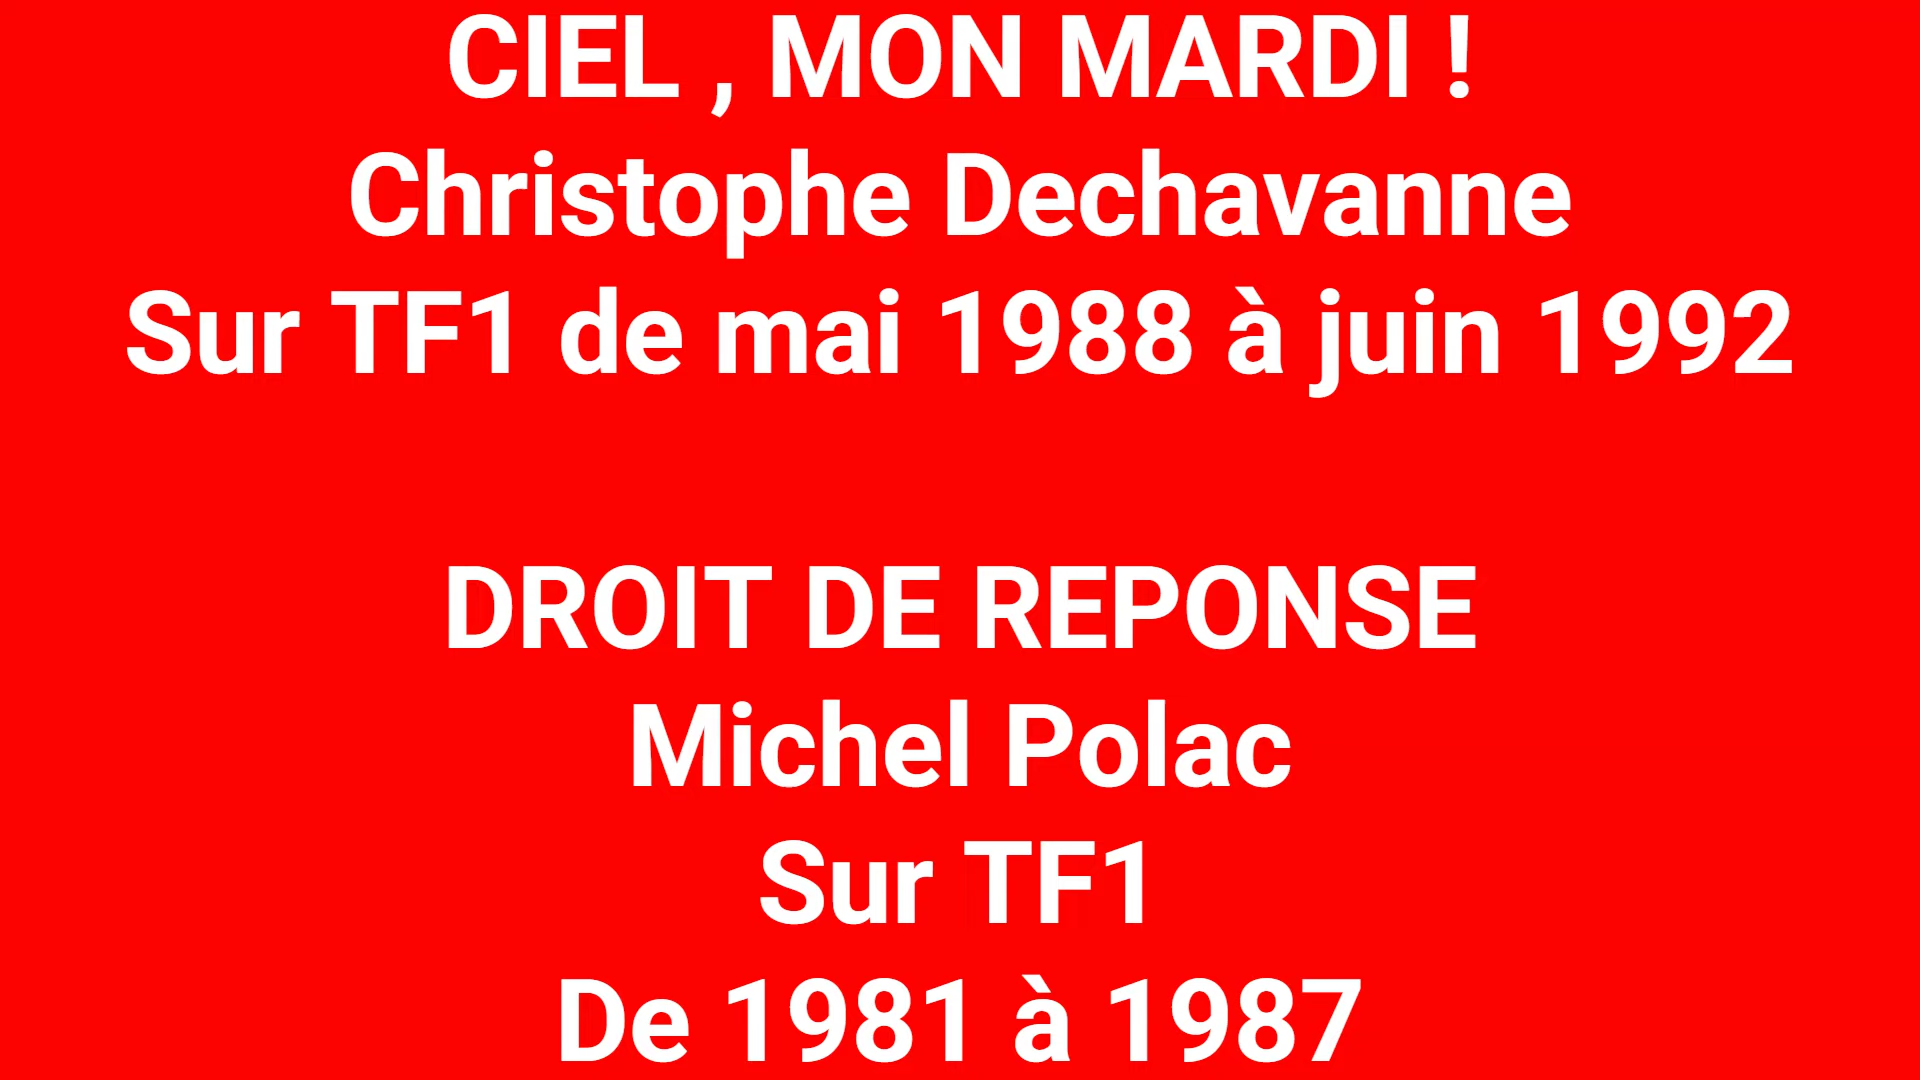 CIEL , MON MARDI !
Christophe Dechavanne
Sur TF1 de mai 1988 à juin 1992
DROIT DE REPONSE
Michel Polac
Sur TF1
De 1981 à 1987